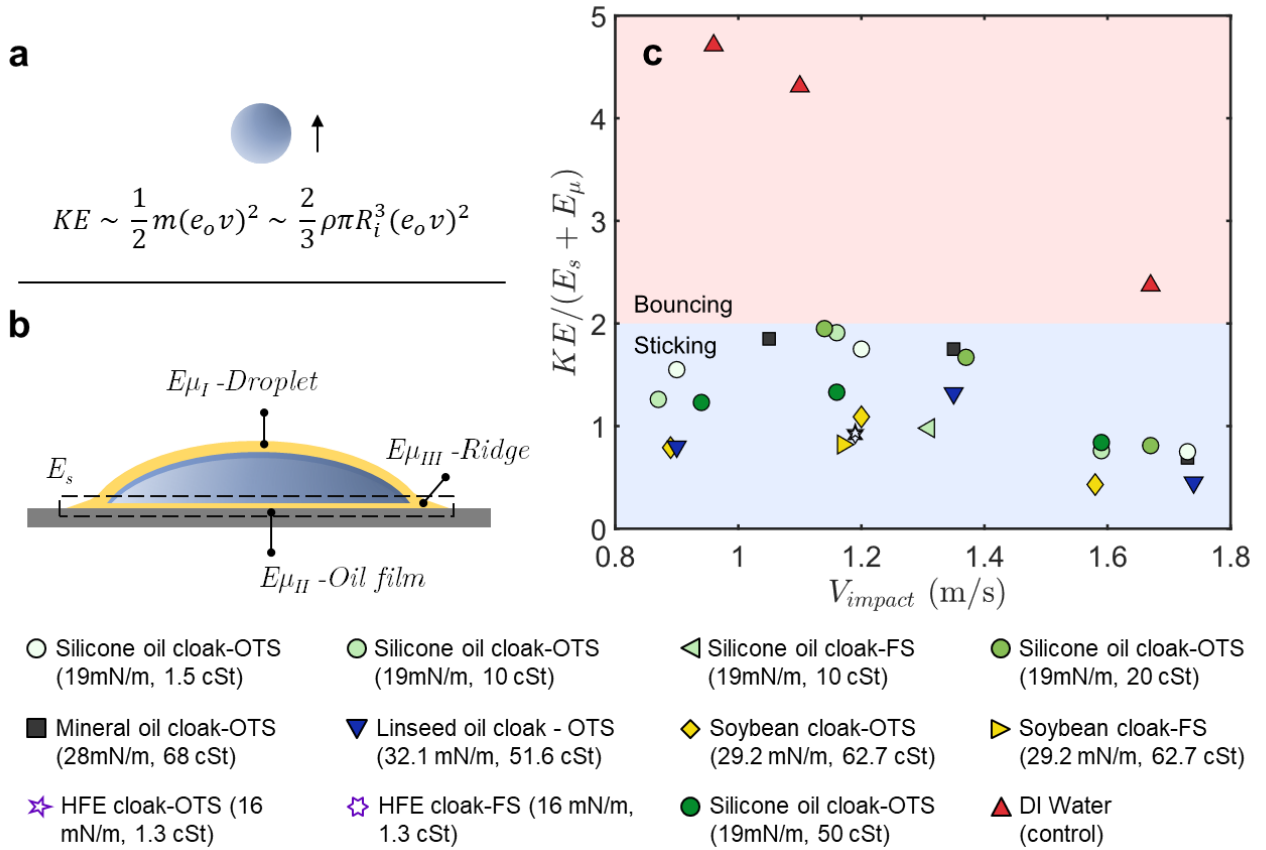 a
KE ~ 1/2 m(e_o v)^2 ~ 2/3 ρπR_i^3(e_o v)^2
b
Eμ_I -Droplet
Eμ_III -Ridge
E_s
Eμ_II -Oil film
c
KE/(E_s + E_μ)
5
4
3
2
1
0
Bouncing
Sticking
0.8 1 1.2 1.4 1.6 1.8
V_impact (m/s)
Silicone oil cloak-OTS
(19mN/m, 1.5 cSt)
Silicone oil cloak-OTS
(19mN/m, 10 cSt)
Silicone oil cloak-FS
(19mN/m, 10 cSt)
Silicone oil cloak-OTS
(19mN/m, 20 cSt)
Mineral oil cloak-OTS
(28mN/m, 68 cSt)
Linseed oil cloak - OTS
(32.1 mN/m, 51.6 cSt)
Soybean cloak-OTS
(29.2 mN/m, 62.7 cSt)
Soybean cloak-FS
(29.2 mN/m, 62.7 cSt)
HFE cloak-OTS (16
mN/m, 1.3 cSt)
HFE cloak-FS (16 mN/m,
1.3 cSt)
Silicone oil cloak-OTS
(19mN/m, 50 cSt)
DI Water
(control)